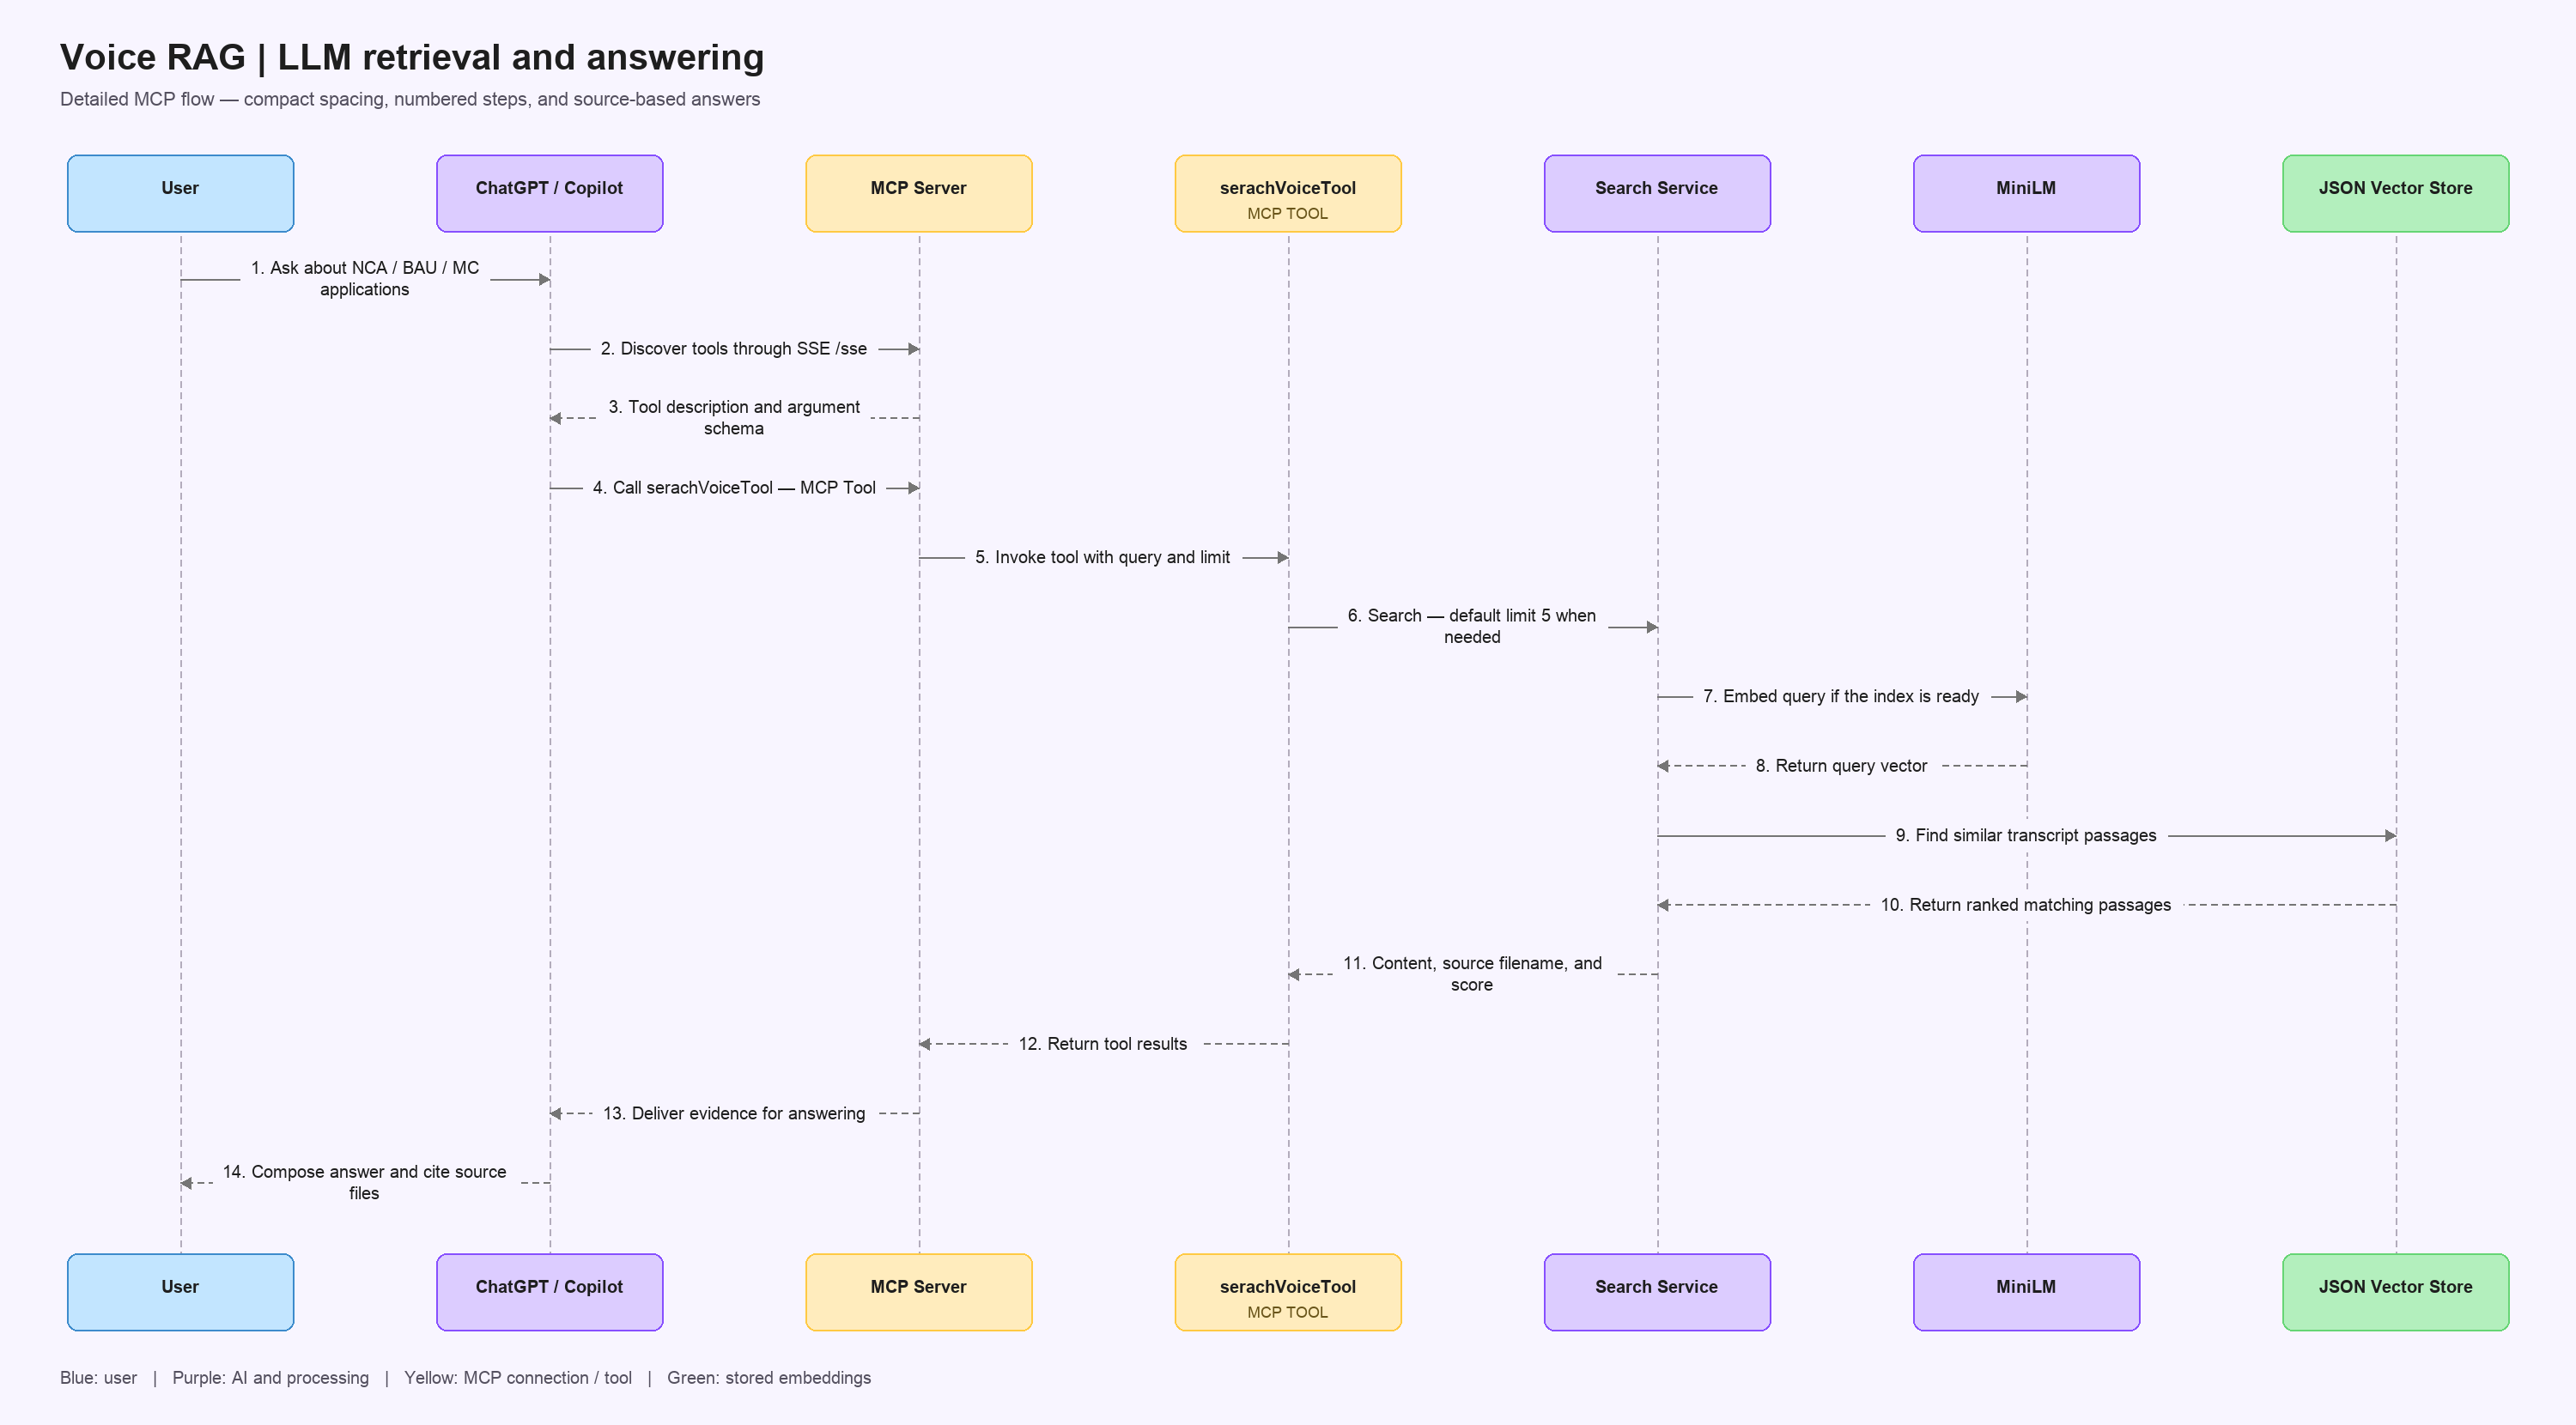 Voice RAG | LLM retrieval and answering
Detailed MCP flow — compact spacing, numbered steps, and source-based answers
User
ChatGPT / Copilot
MCP Server
serachVoiceTool
MCP TOOL
Search Service
MiniLM
JSON Vector Store
1. Ask about NCA / BAU / MC
applications
2. Discover tools through SSE /sse
3. Tool description and argument
schema
4. Call serachVoiceTool — MCP Tool
5. Invoke tool with query and limit
6. Search — default limit 5 when
needed
7. Embed query if the index is ready
8. Return query vector
9. Find similar transcript passages
10. Return ranked matching passages
11. Content, source filename, and
score
12. Return tool results
13. Deliver evidence for answering
14. Compose answer and cite source
files
User
ChatGPT / Copilot
MCP Server
serachVoiceTool
MCP TOOL
Search Service
MiniLM
JSON Vector Store
Blue: user | Purple: AI and processing | Yellow: MCP connection / tool | Green: stored embeddings